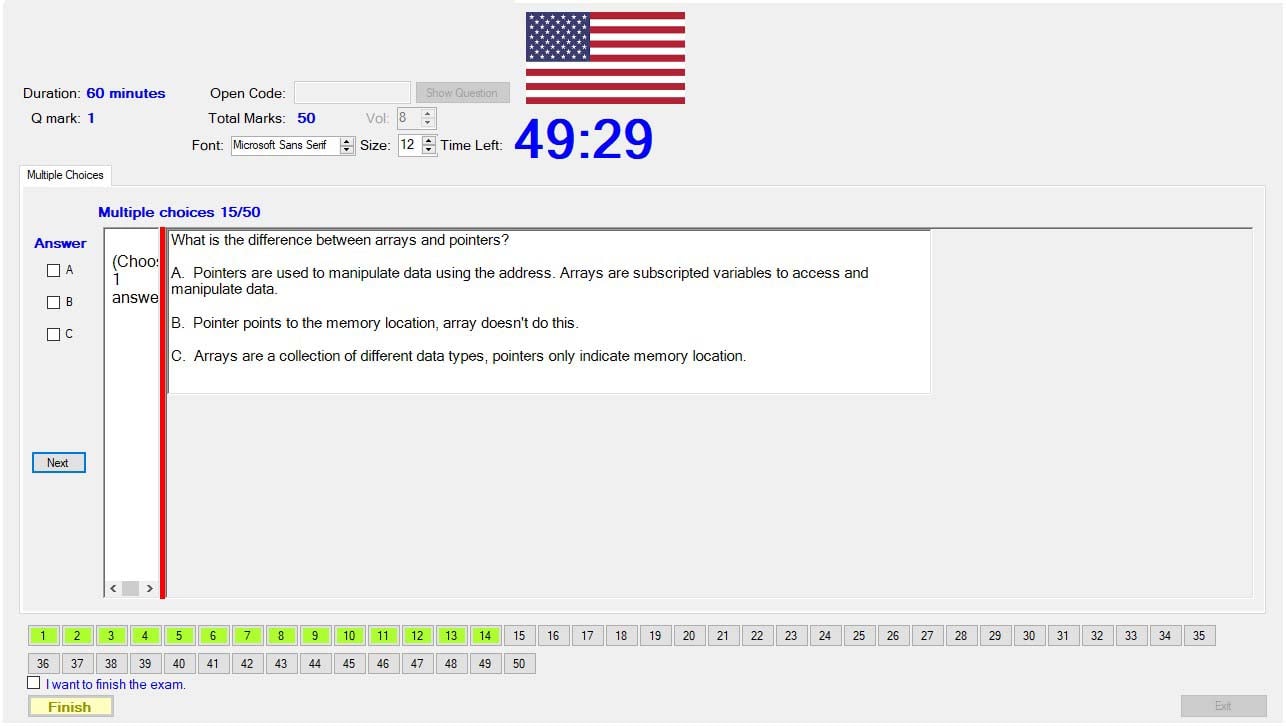 Duration: 60 minutes Open Code: Show Question
Q mark: 1 Total Marks: 50 Vol: 8
Font: Microsoft Sans Serif Size: 12 Time Left: 49:29
Multiple Choices
Multiple choices 15/50
Answer
A
B
C
(Choos
1
answe
What is the difference between arrays and pointers?
A. Pointers are used to manipulate data using the address. Arrays are subscripted variables to access and
manipulate data.
B. Pointer points to the memory location, array doesn't do this.
C. Arrays are a collection of different data types, pointers only indicate memory location.
Next
1 2 3 4 5 6 7 8 9 10 11 12 13 14 15 16 17 18 19 20 21 22 23 24 25 26 27 28 29 30 31 32 33 34 35
36 37 38 39 40 41 42 43 44 45 46 47 48 49 50
I want to finish the exam.
Finish Exit